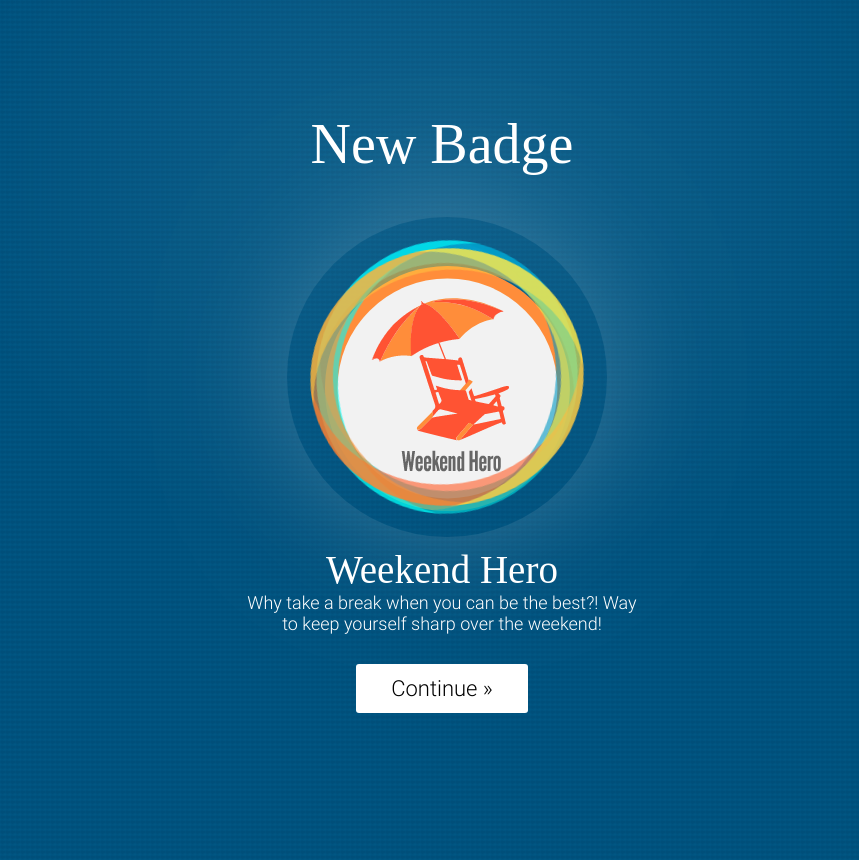 New Badge
Weekend Hero
Weekend Hero
Why take a break when you can be the best?! Way
to keep yourself sharp over the weekend!
Continue »